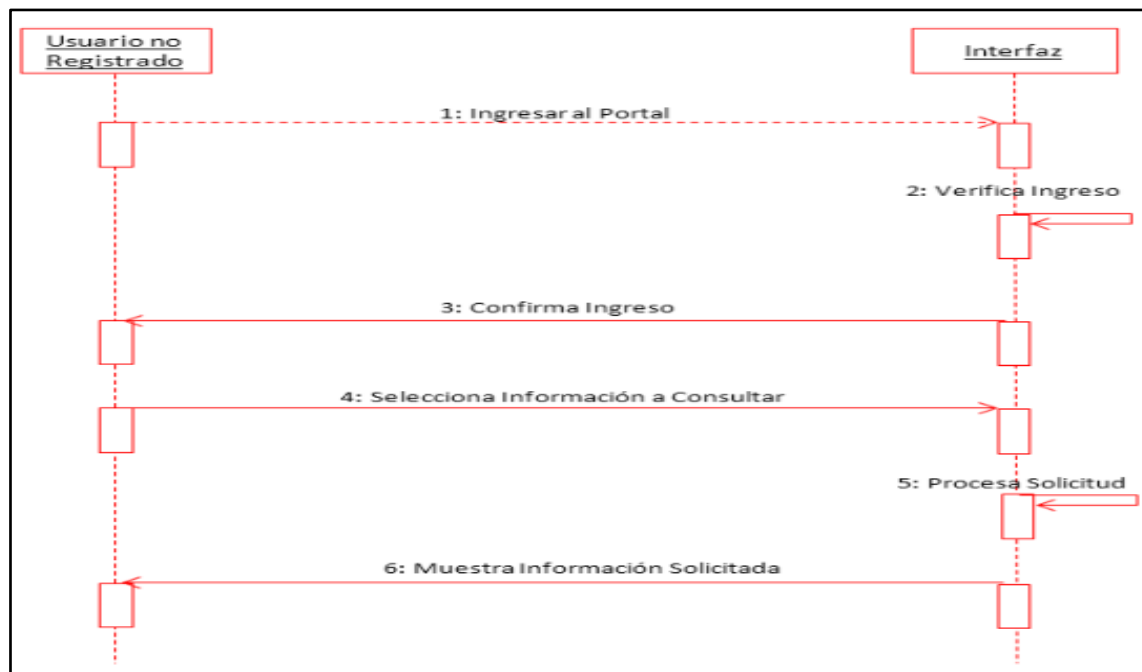 Usuario no
Registrado
Interfaz
1: Ingresar al Portal
2: Verifica Ingreso
3: Confirma Ingreso
4: Selecciona Información a Consultar
5: Procesa Solicitud
6: Muestra Información Solicitada